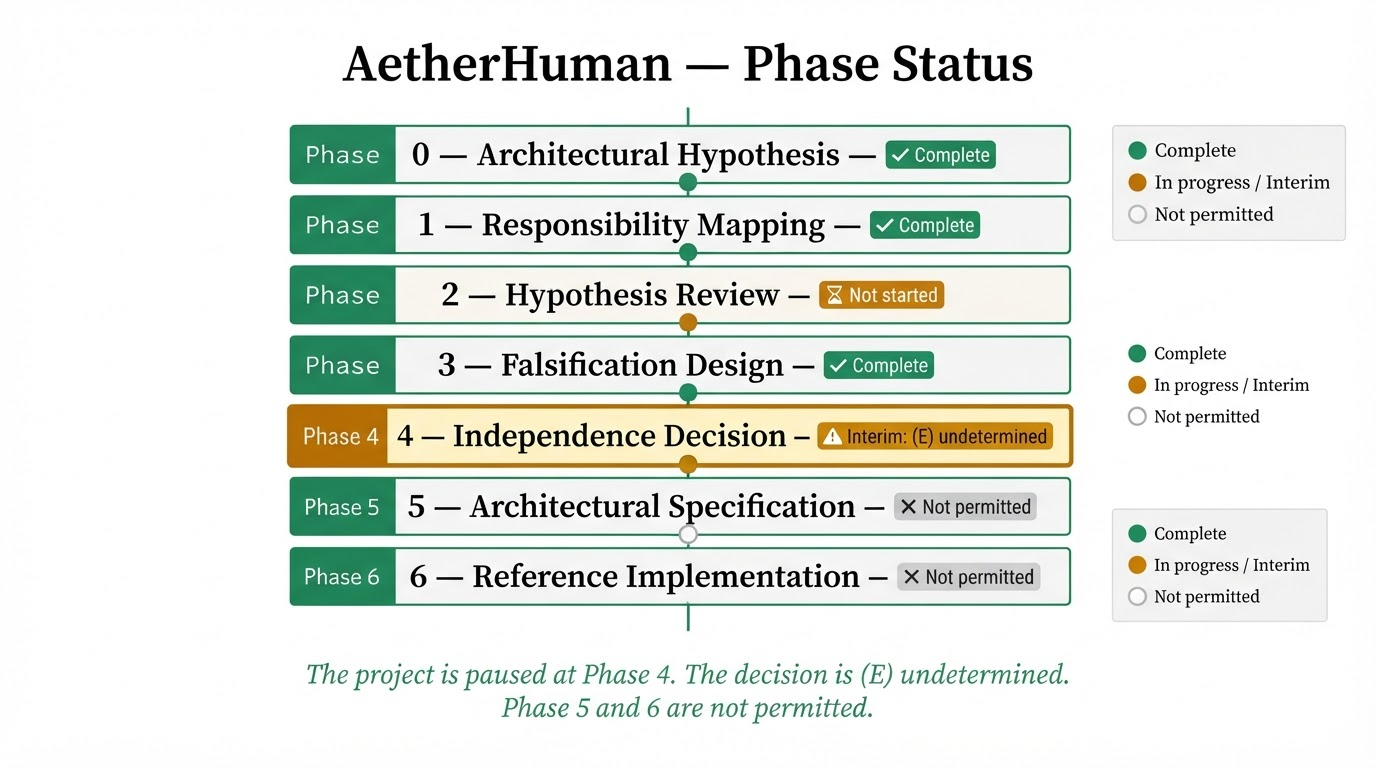 AetherHuman — Phase Status
Phase 0 — Architectural Hypothesis — ✓ Complete
Phase 1 — Responsibility Mapping — ✓ Complete
Phase 2 — Hypothesis Review — ⏳ Not started
Phase 3 — Falsification Design — ✓ Complete
Phase 4 4 — Independence Decision — ⚠ Interim: (E) undetermined
Phase 5 5 — Architectural Specification — ✕ Not permitted
Phase 6 6 — Reference Implementation — ✕ Not permitted
Complete
In progress / Interim
Not permitted
Complete
In progress / Interim
Not permitted
Complete
In progress / Interim
Not permitted
The project is paused at Phase 4. The decision is (E) undetermined.
Phase 5 and 6 are not permitted.